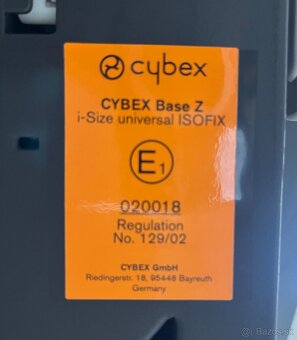 cybex
CYBEX Base Z
i-Size universal ISOFIX
E1
020018
Regulation
No. 129/02
CYBEX GmbH
Riedingerstr. 18, 95448 Bayreuth
Germany